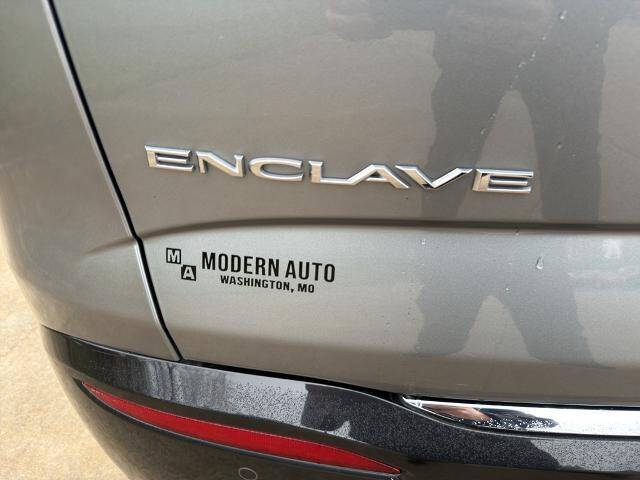 ENCLAVE
MA MODERN AUTO
WASHINGTON, MO